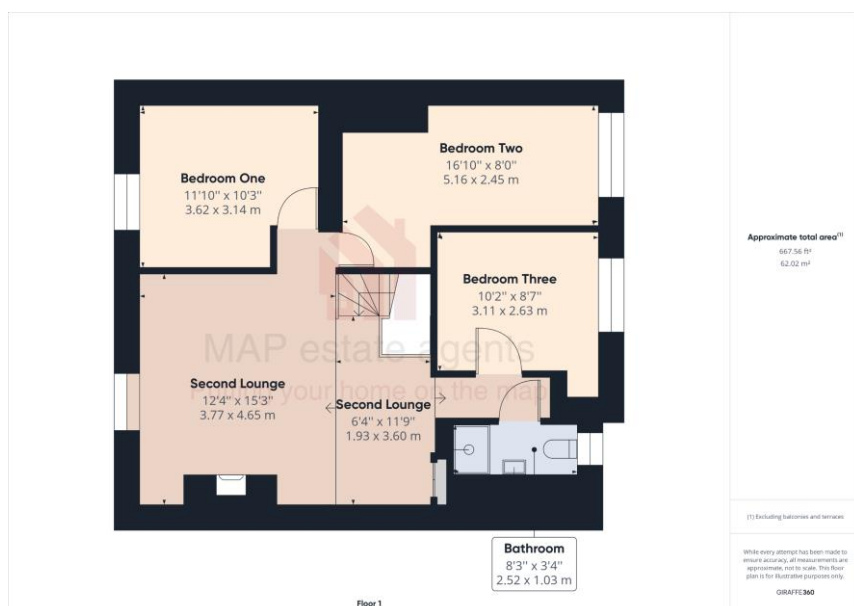 Bedroom One
11'10" x 10'3"
3.62 x 3.14 m
Bedroom Two
16'10" x 8'0"
5.16 x 2.45 m
Bedroom Three
10'2" x 8'7"
3.11 x 2.63 m
MAP estate agents
your home on the map
Second Lounge
12'4" x 15'3"
3.77 x 4.65 m
Second Lounge
6'4" x 11'9"
1.93 x 3.60 m
Bathroom
8'3" x 3'4"
2.52 x 1.03 m
Floor 1
Approximate total area(1)
667.56 ft²
62.02 m²
(1) Excluding balconies and terraces
While every attempt has been made to
ensure accuracy, all measurements are
approximate, not to scale. This floor
plan is for illustrative purposes only.
GIRAFFE360